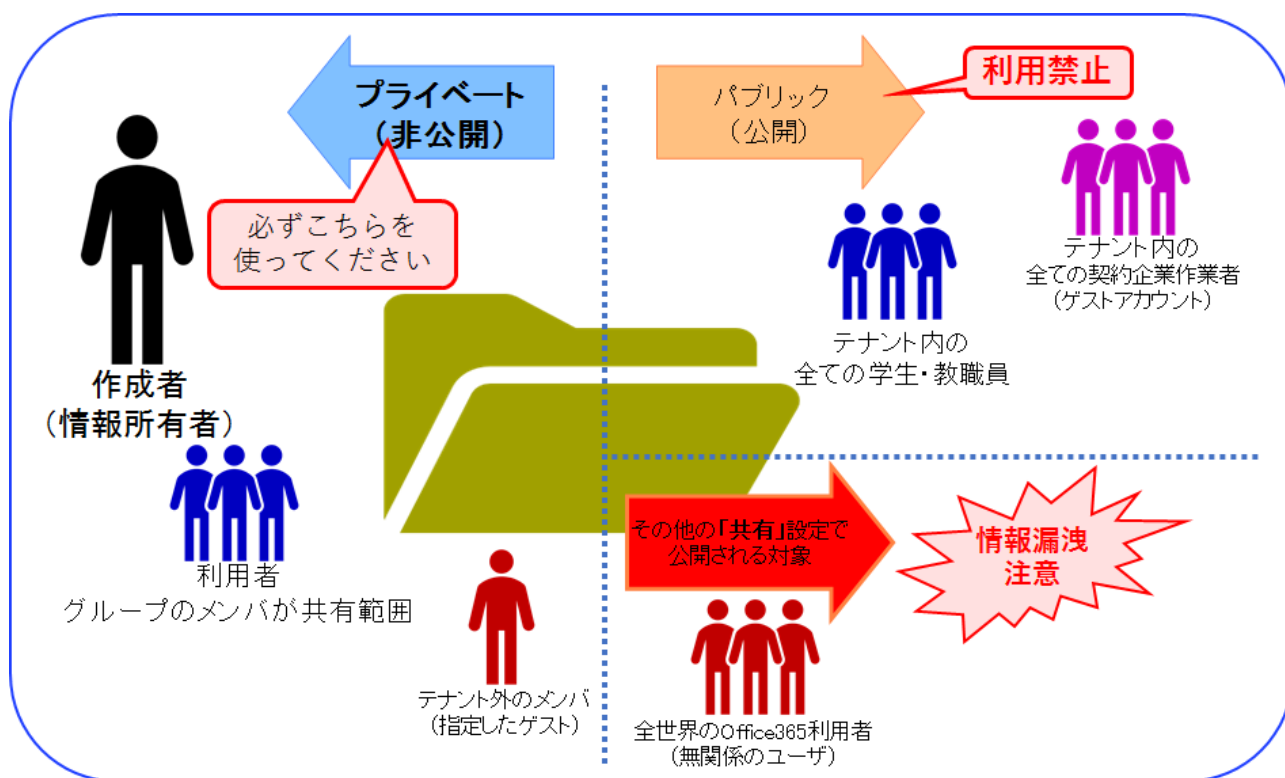 プライベート
(非公開)
必ずこちらを
使ってください
パブリック
(公開)
利用禁止
作成者
(情報所有者)
利用者
グループのメンバが共有範囲
テナント外のメンバ
(指定したゲスト)
テナント内の
全ての学生・教職員
テナント内の
全ての契約企業作業者
(ゲストアカウント)
その他の「共有」設定で
公開される対象
情報漏洩
注意
全世界のOffice365利用者
(無関係のユーザ)